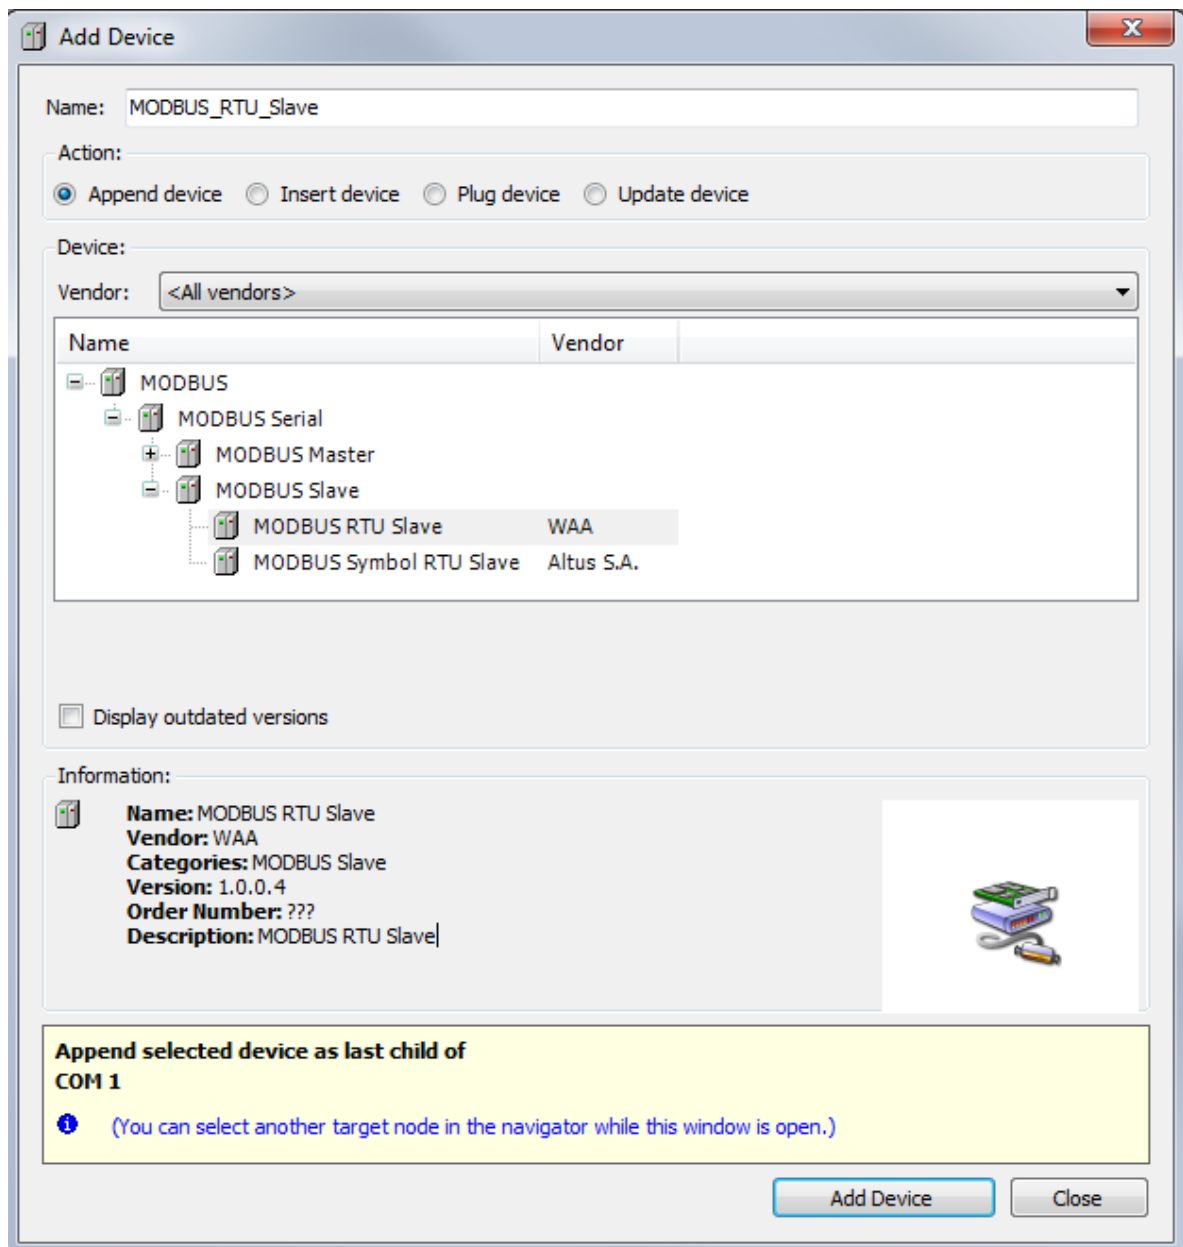 Add Device
Name: MODBUS_RTU_Slave
Action:
Append device Insert device Plug device Update device
Device:
Vendor: <All vendors>
Name Vendor
MODBUS
MODBUS Serial
MODBUS Master
MODBUS Slave
MODBUS RTU Slave WAA
MODBUS Symbol RTU Slave Altus S.A.
Display outdated versions
Information:
Name: MODBUS RTU Slave
Vendor: WAA
Categories: MODBUS Slave
Version: 1.0.0.4
Order Number: ???
Description: MODBUS RTU Slave
Append selected device as last child of
COM 1
(You can select another target node in the navigator while this window is open.)
Add Device Close